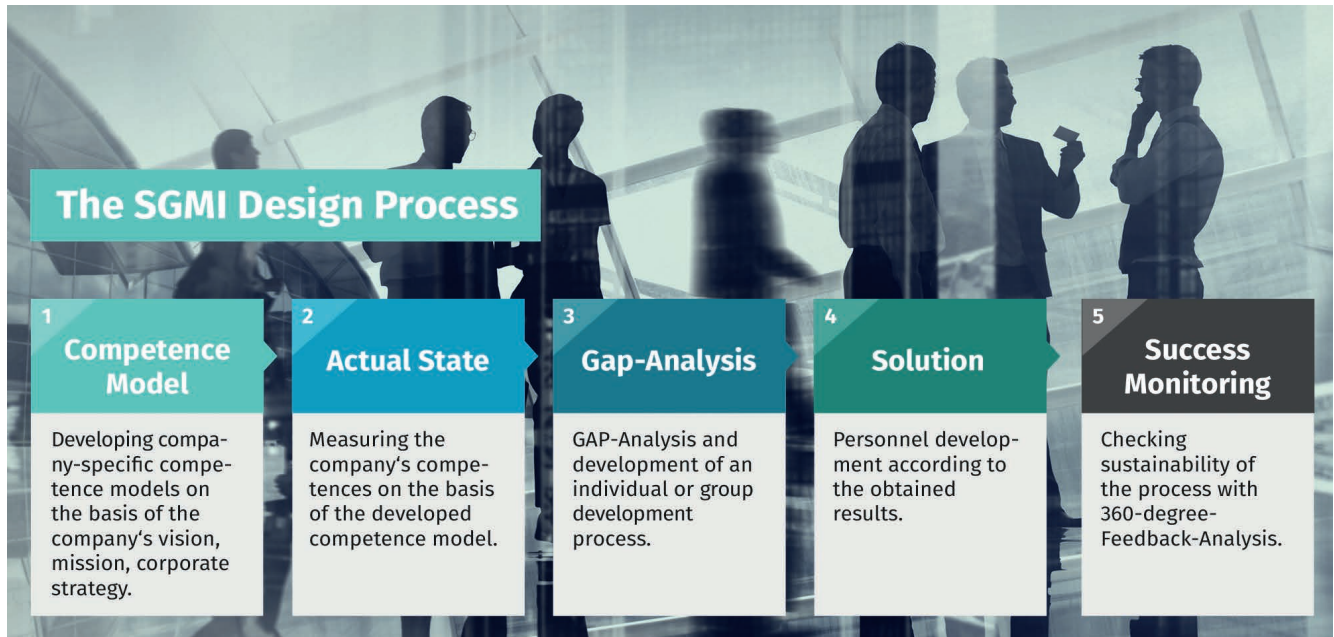 The SGMI Design Process
1
Competence
Model
Developing compa-
ny-specific compe-
tence models on
the basis of the
company‘s vision,
mission, corporate
strategy.
2
Actual State
Measuring the
company‘s compe-
tences on the basis
of the developed
competence model.
3
Gap-Analysis
GAP-Analysis and
development of an
individual or group
development
process.
4
Solution
Personnel develop-
ment according to
the obtained
results.
5
Success
Monitoring
Checking
sustainability of
the process with
360-degree-
Feedback-Analysis.